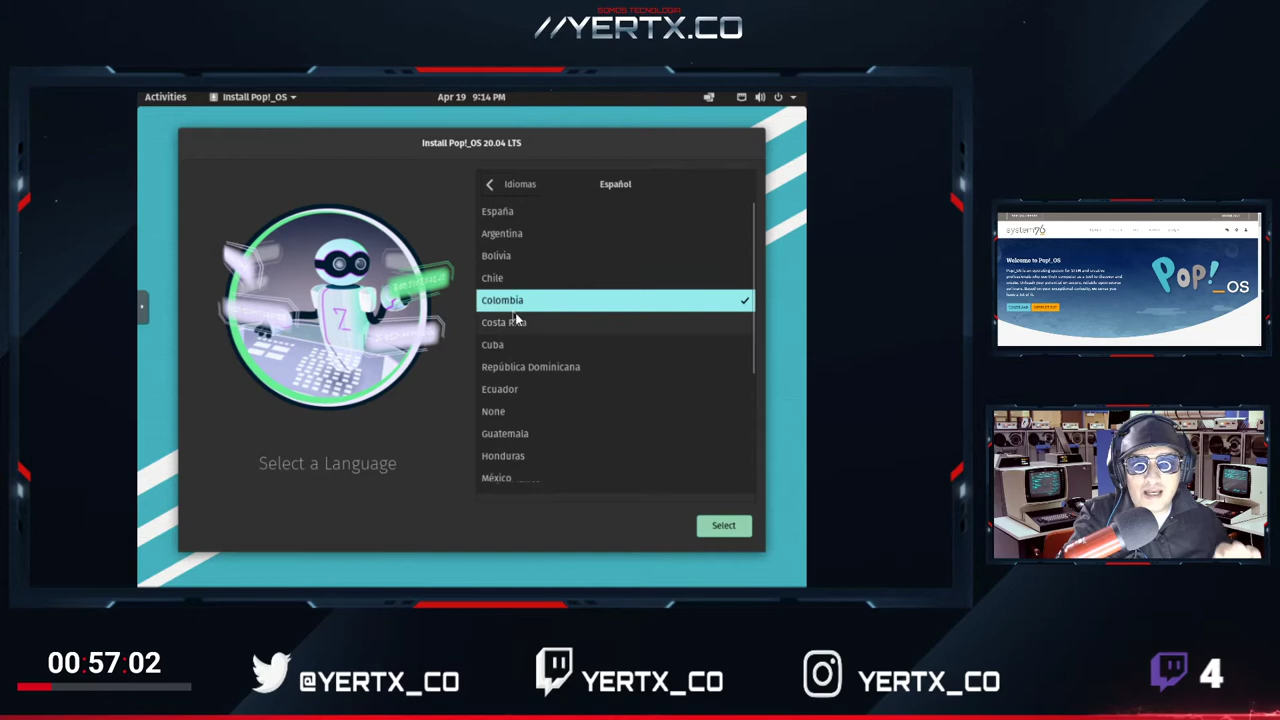 SOMOS TECNOLOGIA
//YERTX.CO
Activities
Install Pop!_OS
Apr 19 9:14 PM
Install Pop!_OS 20.04 LTS
Idiomas
Español
España
Argentina
Bolivia
Chile
Colombia
Costa Rica
Cuba
República Dominicana
Ecuador
None
Guatemala
Honduras
México
Select a Language
Select
system76
Welcome to Pop!_OS
Pop!_OS
00:57:02
@YERTX_CO
YERTX_CO
YERTX_CO
4